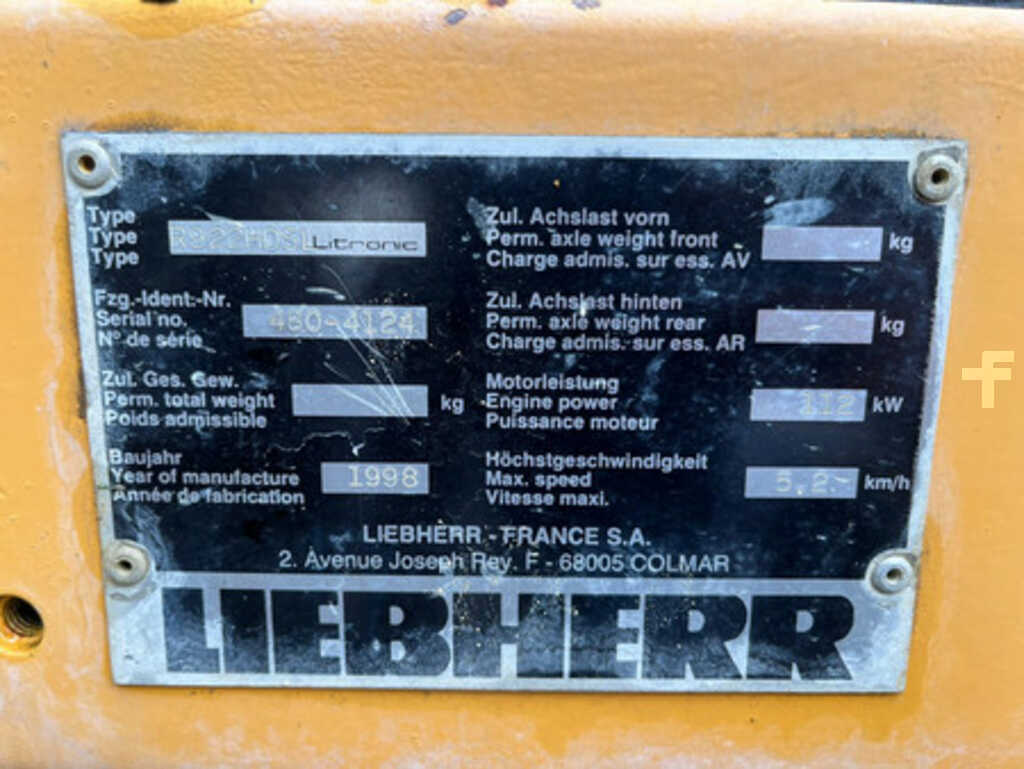 Type
Type
Type
Litronic
Fzg.-Ident.-Nr.
Serial no.
N° de série
460-4124
Zul. Ges. Gew.
Perm. total weight
Poids admissible
kg
Baujahr
Year of manufacture
Année de fabrication
1998
Zul. Achslast vorn
Perm. axle weight front
Charge admis. sur ess. AV
kg
Zul. Achslast hinten
Perm. axle weight rear
Charge admis. sur ess. AR
kg
Motorleistung
Engine power
Puissance moteur
112 kW
Höchstgeschwindigkeit
Max. speed
Vitesse maxi.
5,2 km/h
LIEBHERR - FRANCE S.A.
2. Avenue Joseph Rey. F - 68005 COLMAR
LIEBHERR
f